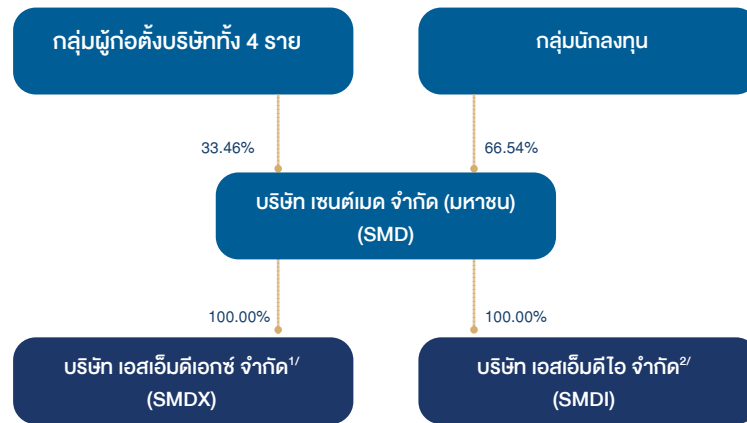 กลุ่มผู้ก่อตั้งบริษัททั้ง 4 ราย
กลุ่มนักลงทุน
33.46%
66.54%
บริษัท เซนต์เมด จำกัด (มหาชน)
(SMD)
100.00%
100.00%
บริษัท เอสเอ็มดีเอกซ์ จำกัด1/
(SMDX)
บริษัท เอสเอ็มดีไอ จำกัด2/
(SMDI)